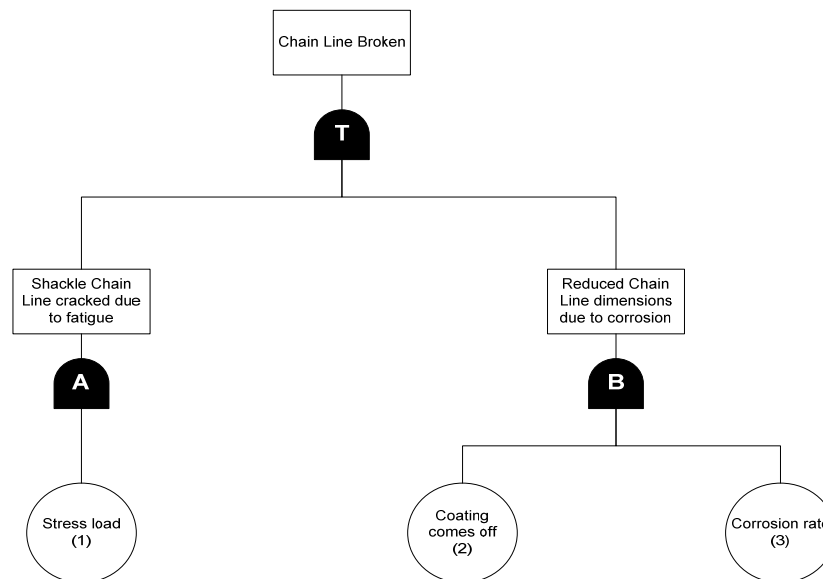 Chain Line Broken
T
Shackle Chain
Line cracked due
to fatigue
Reduced Chain
Line dimensions
due to corrosion
A
B
Stress load
(1)
Coating
comes off
(2)
Corrosion rate
(3)